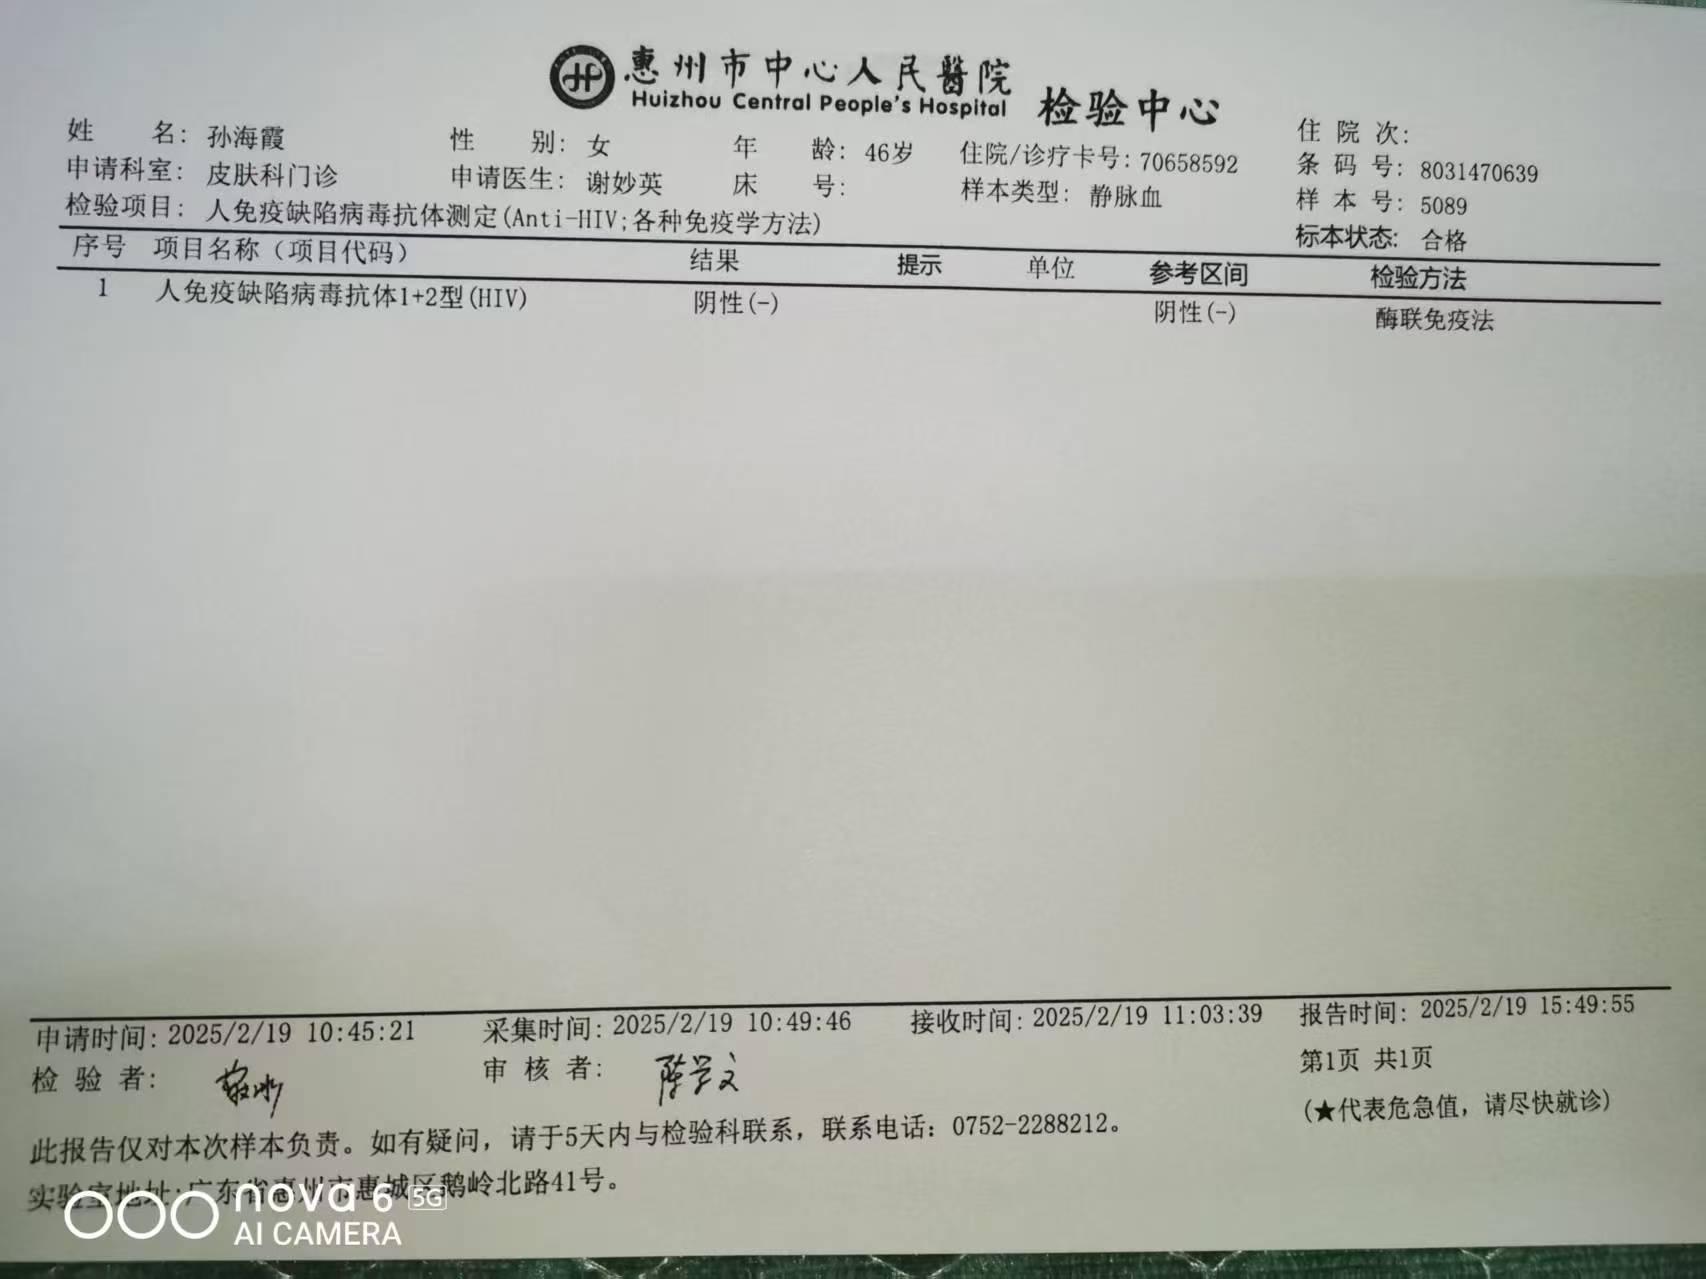 惠州市中心人民醫院 检验中心
Huizhou Central People's Hospital
姓 名: 孙海霞 性 别: 女 年 龄: 46岁 住院/诊疗卡号: 70658592 住 院 次:
申请科室: 皮肤科门诊 申请医生: 谢妙英 床 号: 样本类型: 静脉血 条 码 号: 8031470639
检验项目: 人免疫缺陷病毒抗体测定(Anti-HIV;各种免疫学方法) 样 本 号: 5089
标本状态: 合格
序号 项目名称(项目代码) 结果 提示 单位 参考区间 检验方法
1 人免疫缺陷病毒抗体1+2型(HIV) 阴性(-) 阴性(-) 酶联免疫法
申请时间: 2025/2/19 10:45:21 采集时间: 2025/2/19 10:49:46 接收时间: 2025/2/19 11:03:39 报告时间: 2025/2/19 15:49:55
检 验 者: 审 核 者: 第1页 共1页
(★代表危急值，请尽快就诊)
此报告仅对本次样本负责。如有疑问，请于5天内与检验科联系，联系电话: 0752-2288212。
实验室地址:广东省惠州市惠城区鹅岭北路41号。
nova 6 5G
AI CAMERA